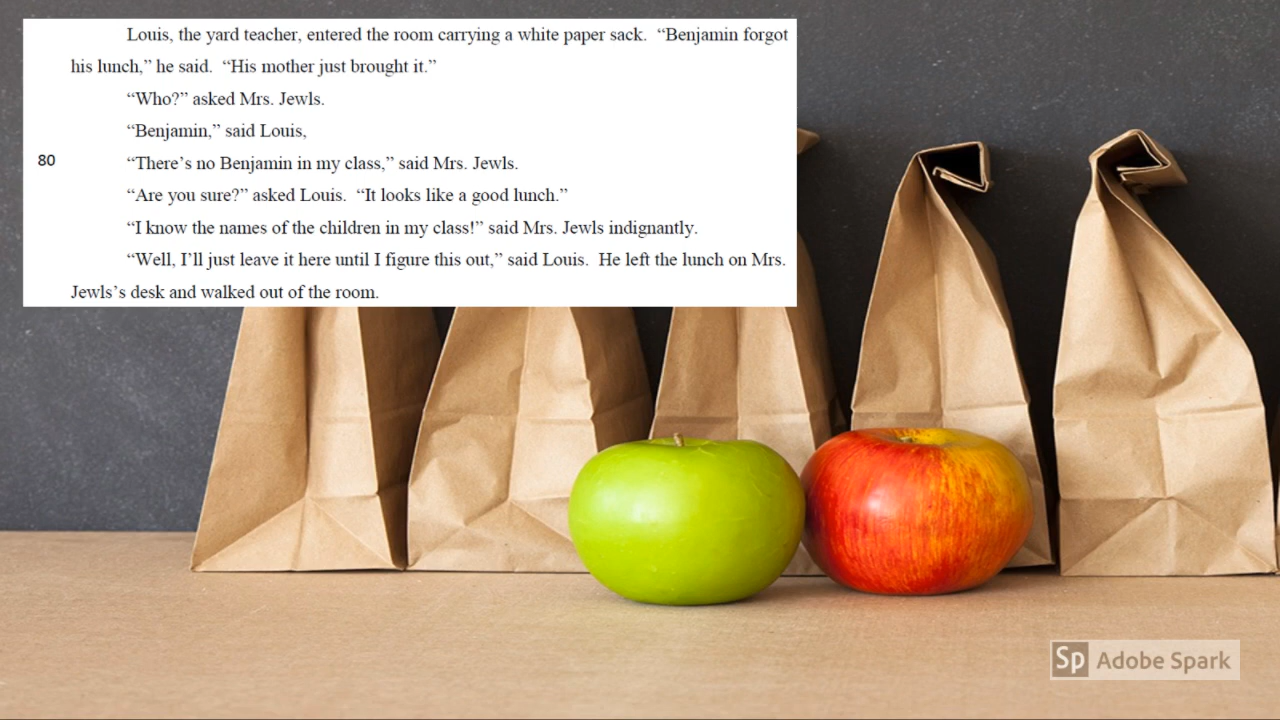 Louis, the yard teacher, entered the room carrying a white paper sack.  “Benjamin forgot
his lunch,” he said.  “His mother just brought it.”
“Who?” asked Mrs. Jewls.
“Benjamin,” said Louis,
80 “There’s no Benjamin in my class,” said Mrs. Jewls.
“Are you sure?” asked Louis.  “It looks like a good lunch.”
“I know the names of the children in my class!” said Mrs. Jewls indignantly.
“Well, I’ll just leave it here until I figure this out,” said Louis.  He left the lunch on Mrs.
Jewls’s desk and walked out of the room.
Sp Adobe Spark